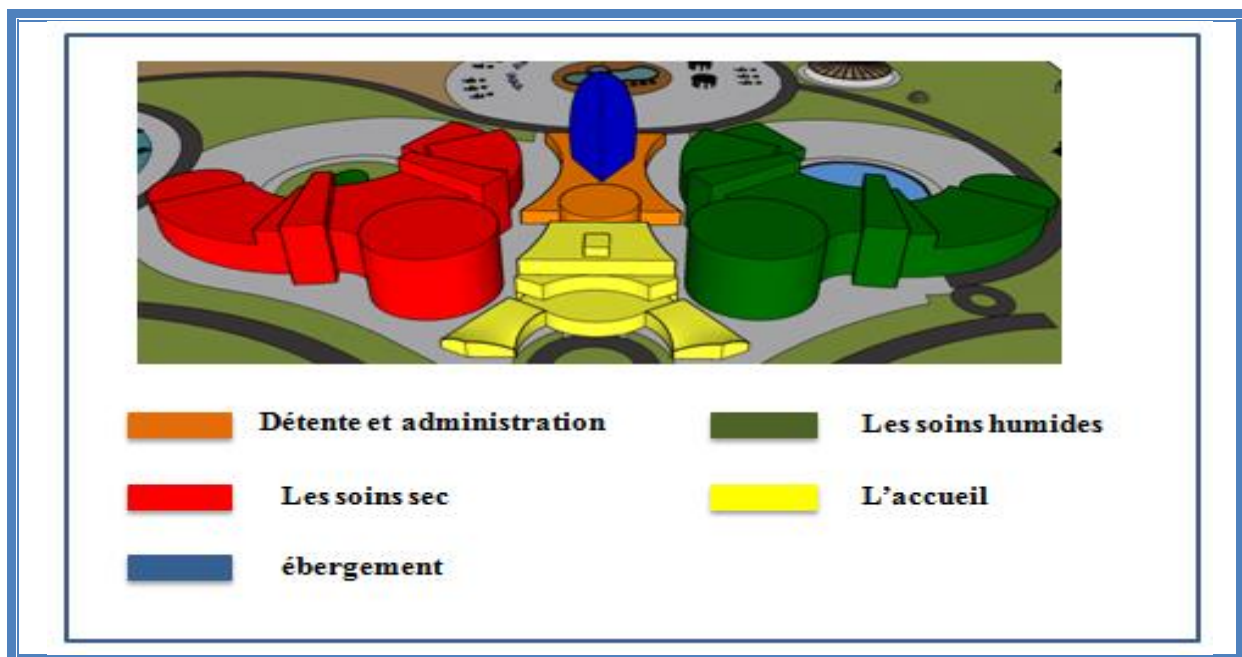 Détente et administration
Les soins humides
Les soins sec
L'accueil
ébergement